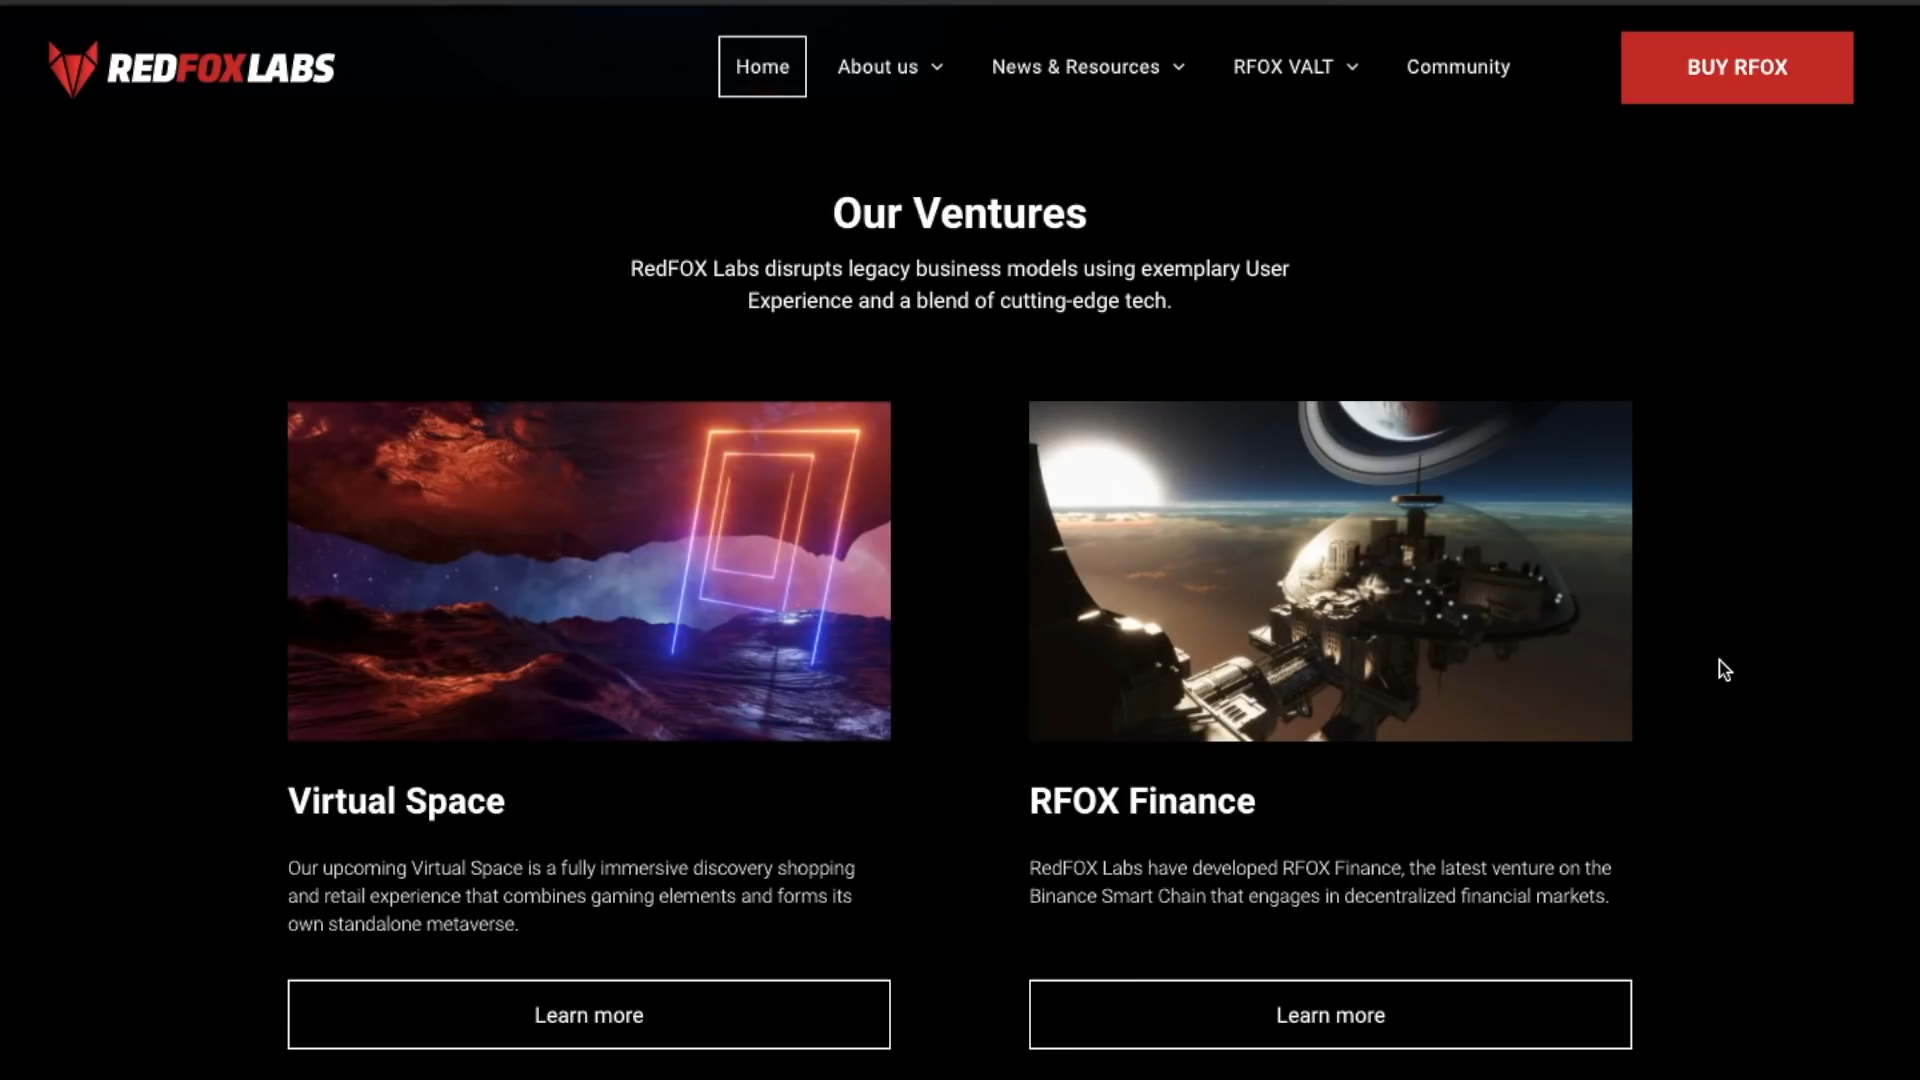 REDFOXLABS
Home
About us
News & Resources
RFOX VALT
Community
BUY RFOX
Our Ventures
RedFOX Labs disrupts legacy business models using exemplary User
Experience and a blend of cutting-edge tech.
Virtual Space
Our upcoming Virtual Space is a fully immersive discovery shopping
and retail experience that combines gaming elements and forms its
own standalone metaverse.
Learn more
RFOX Finance
RedFOX Labs have developed RFOX Finance, the latest venture on the
Binance Smart Chain that engages in decentralized financial markets.
Learn more